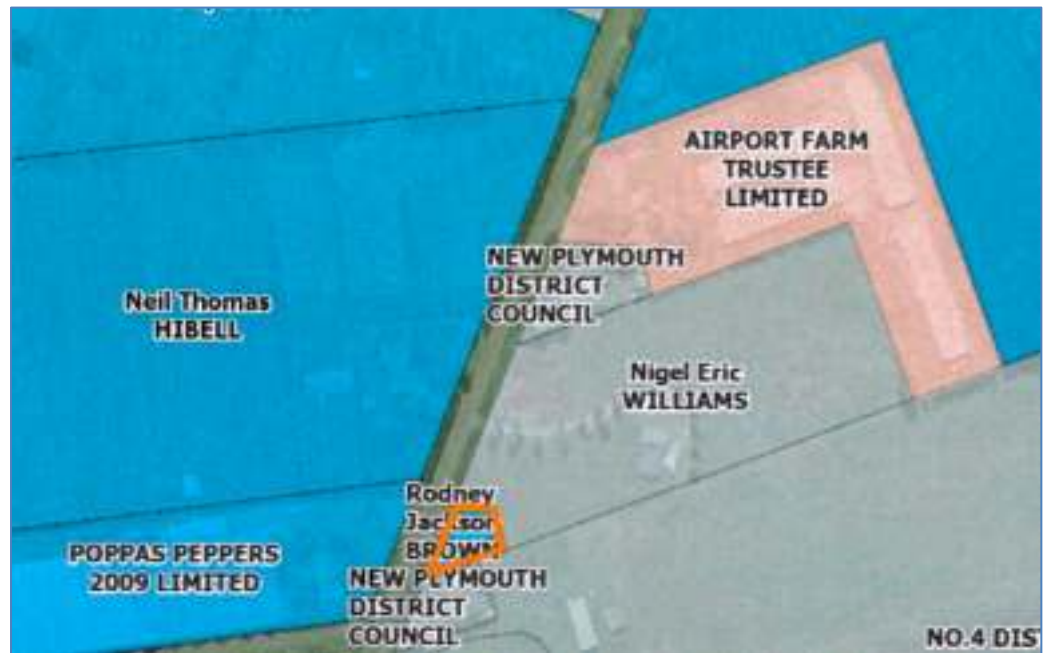 AIRPORT FARM
TRUSTEE
LIMITED
NEW PLYMOUTH
DISTRICT
COUNCIL
Neil Thomas
HIBELL
Nigel Eric
WILLIAMS
Rodney
Jackson
BROWN
POPPAS PEPPERS
2009 LIMITED
NEW PLYMOUTH
DISTRICT
COUNCIL
NO.4 DIS